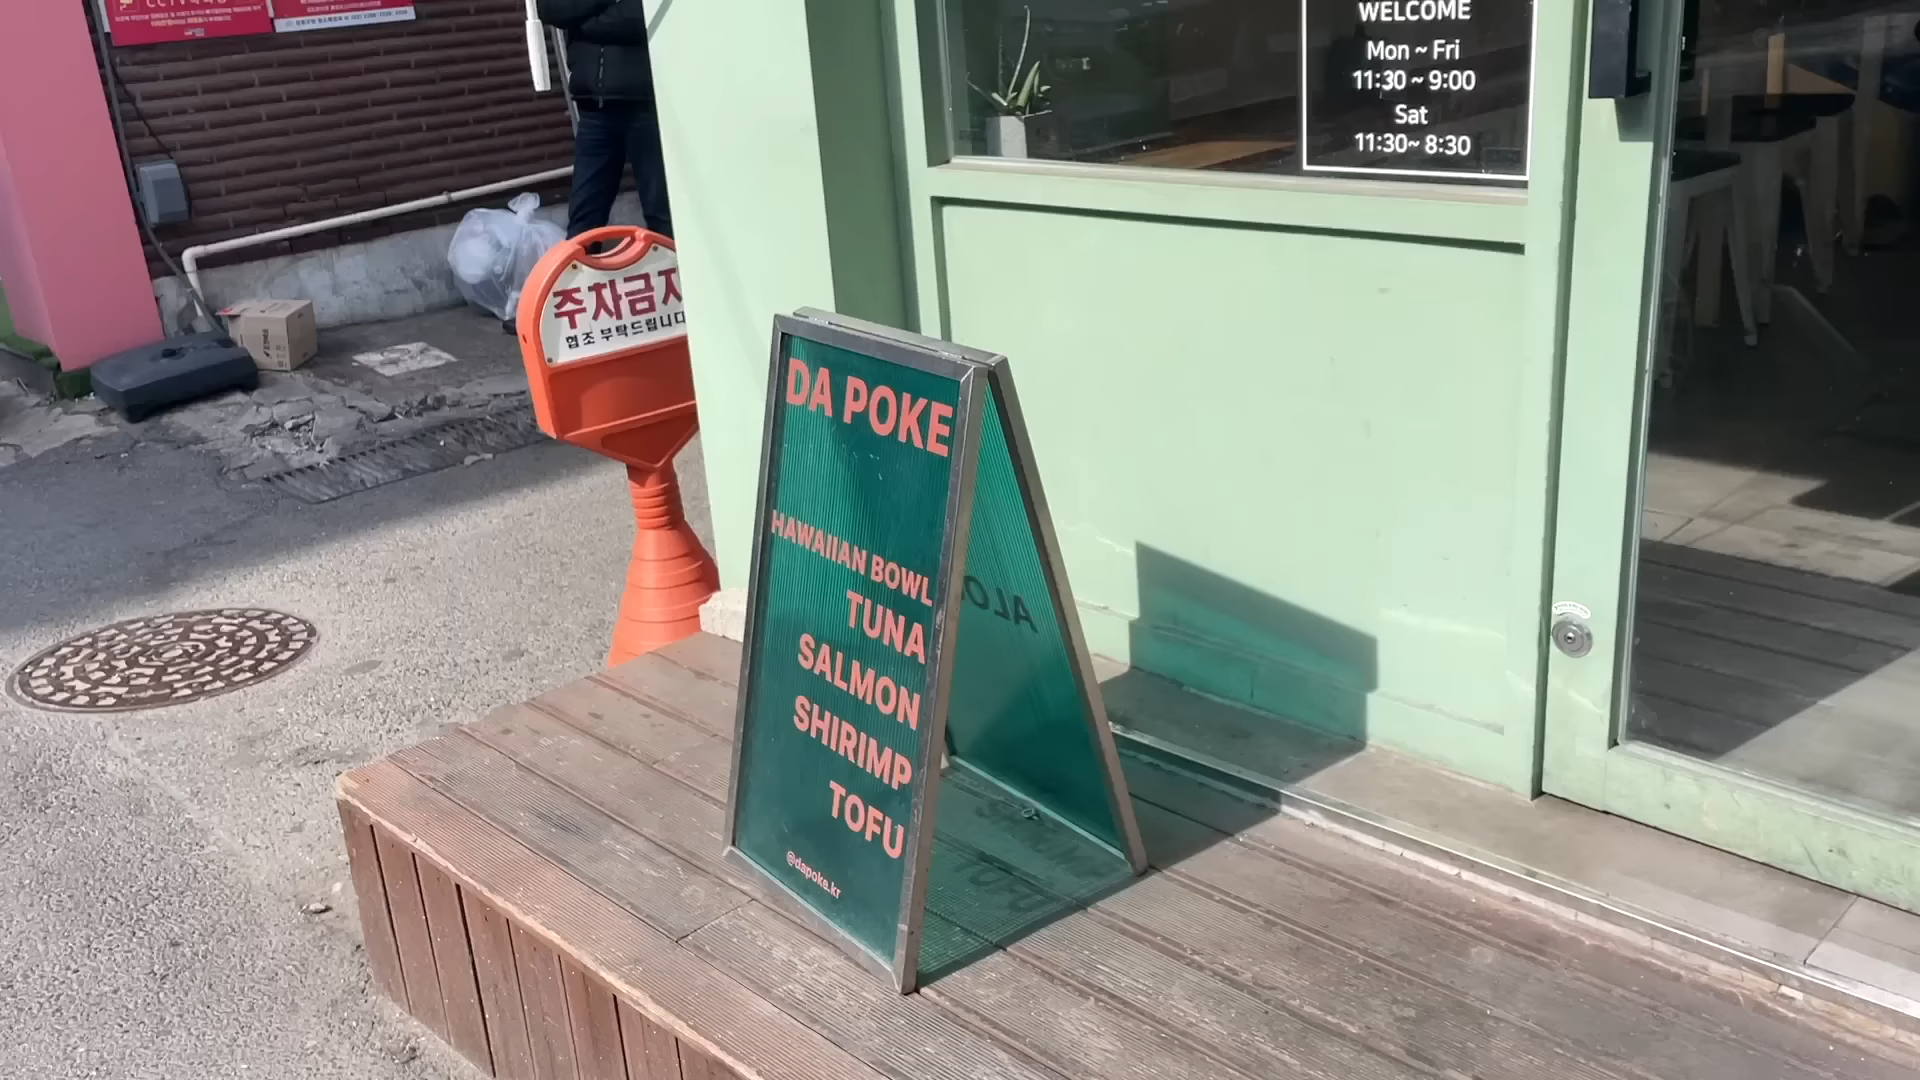 WELCOME
Mon ~ Fri
11:30 ~ 9:00
Sat
11:30~ 8:30
주차금지
협조 부탁드립니다
DA POKE
HAWAIIAN BOWL
TUNA
SALMON
SHIRIMP
TOFU
@dapoke.kr
ALO